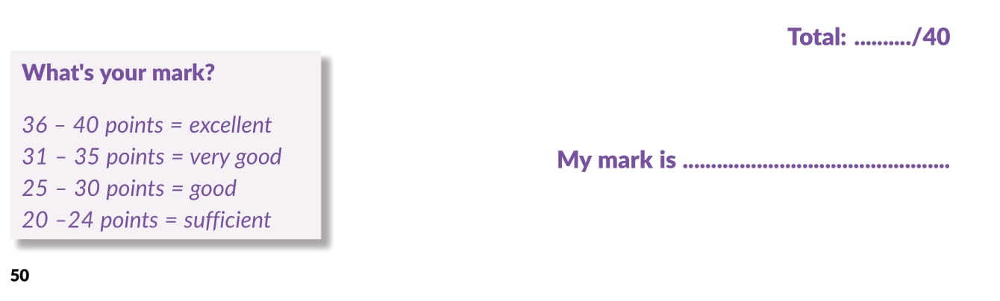 Total: ........../40
What's your mark?
36 – 40 points = excellent
31 – 35 points = very good
25 – 30 points = good
20 –24 points = sufficient
My mark is ...............................................
50